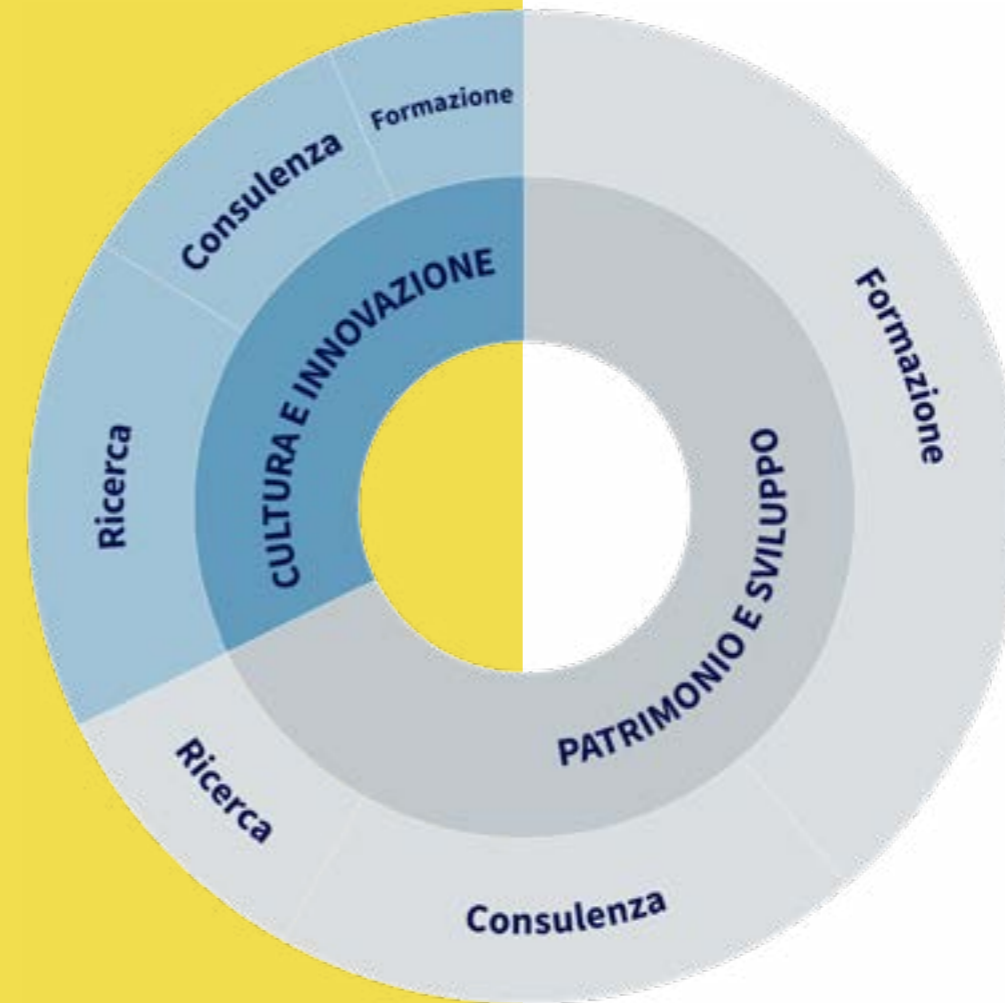 Formazione
Consulenza
Ricerca
CULTURA E INNOVAZIONE
Formazione
Consulenza
Ricerca
PATRIMONIO E SVILUPPO